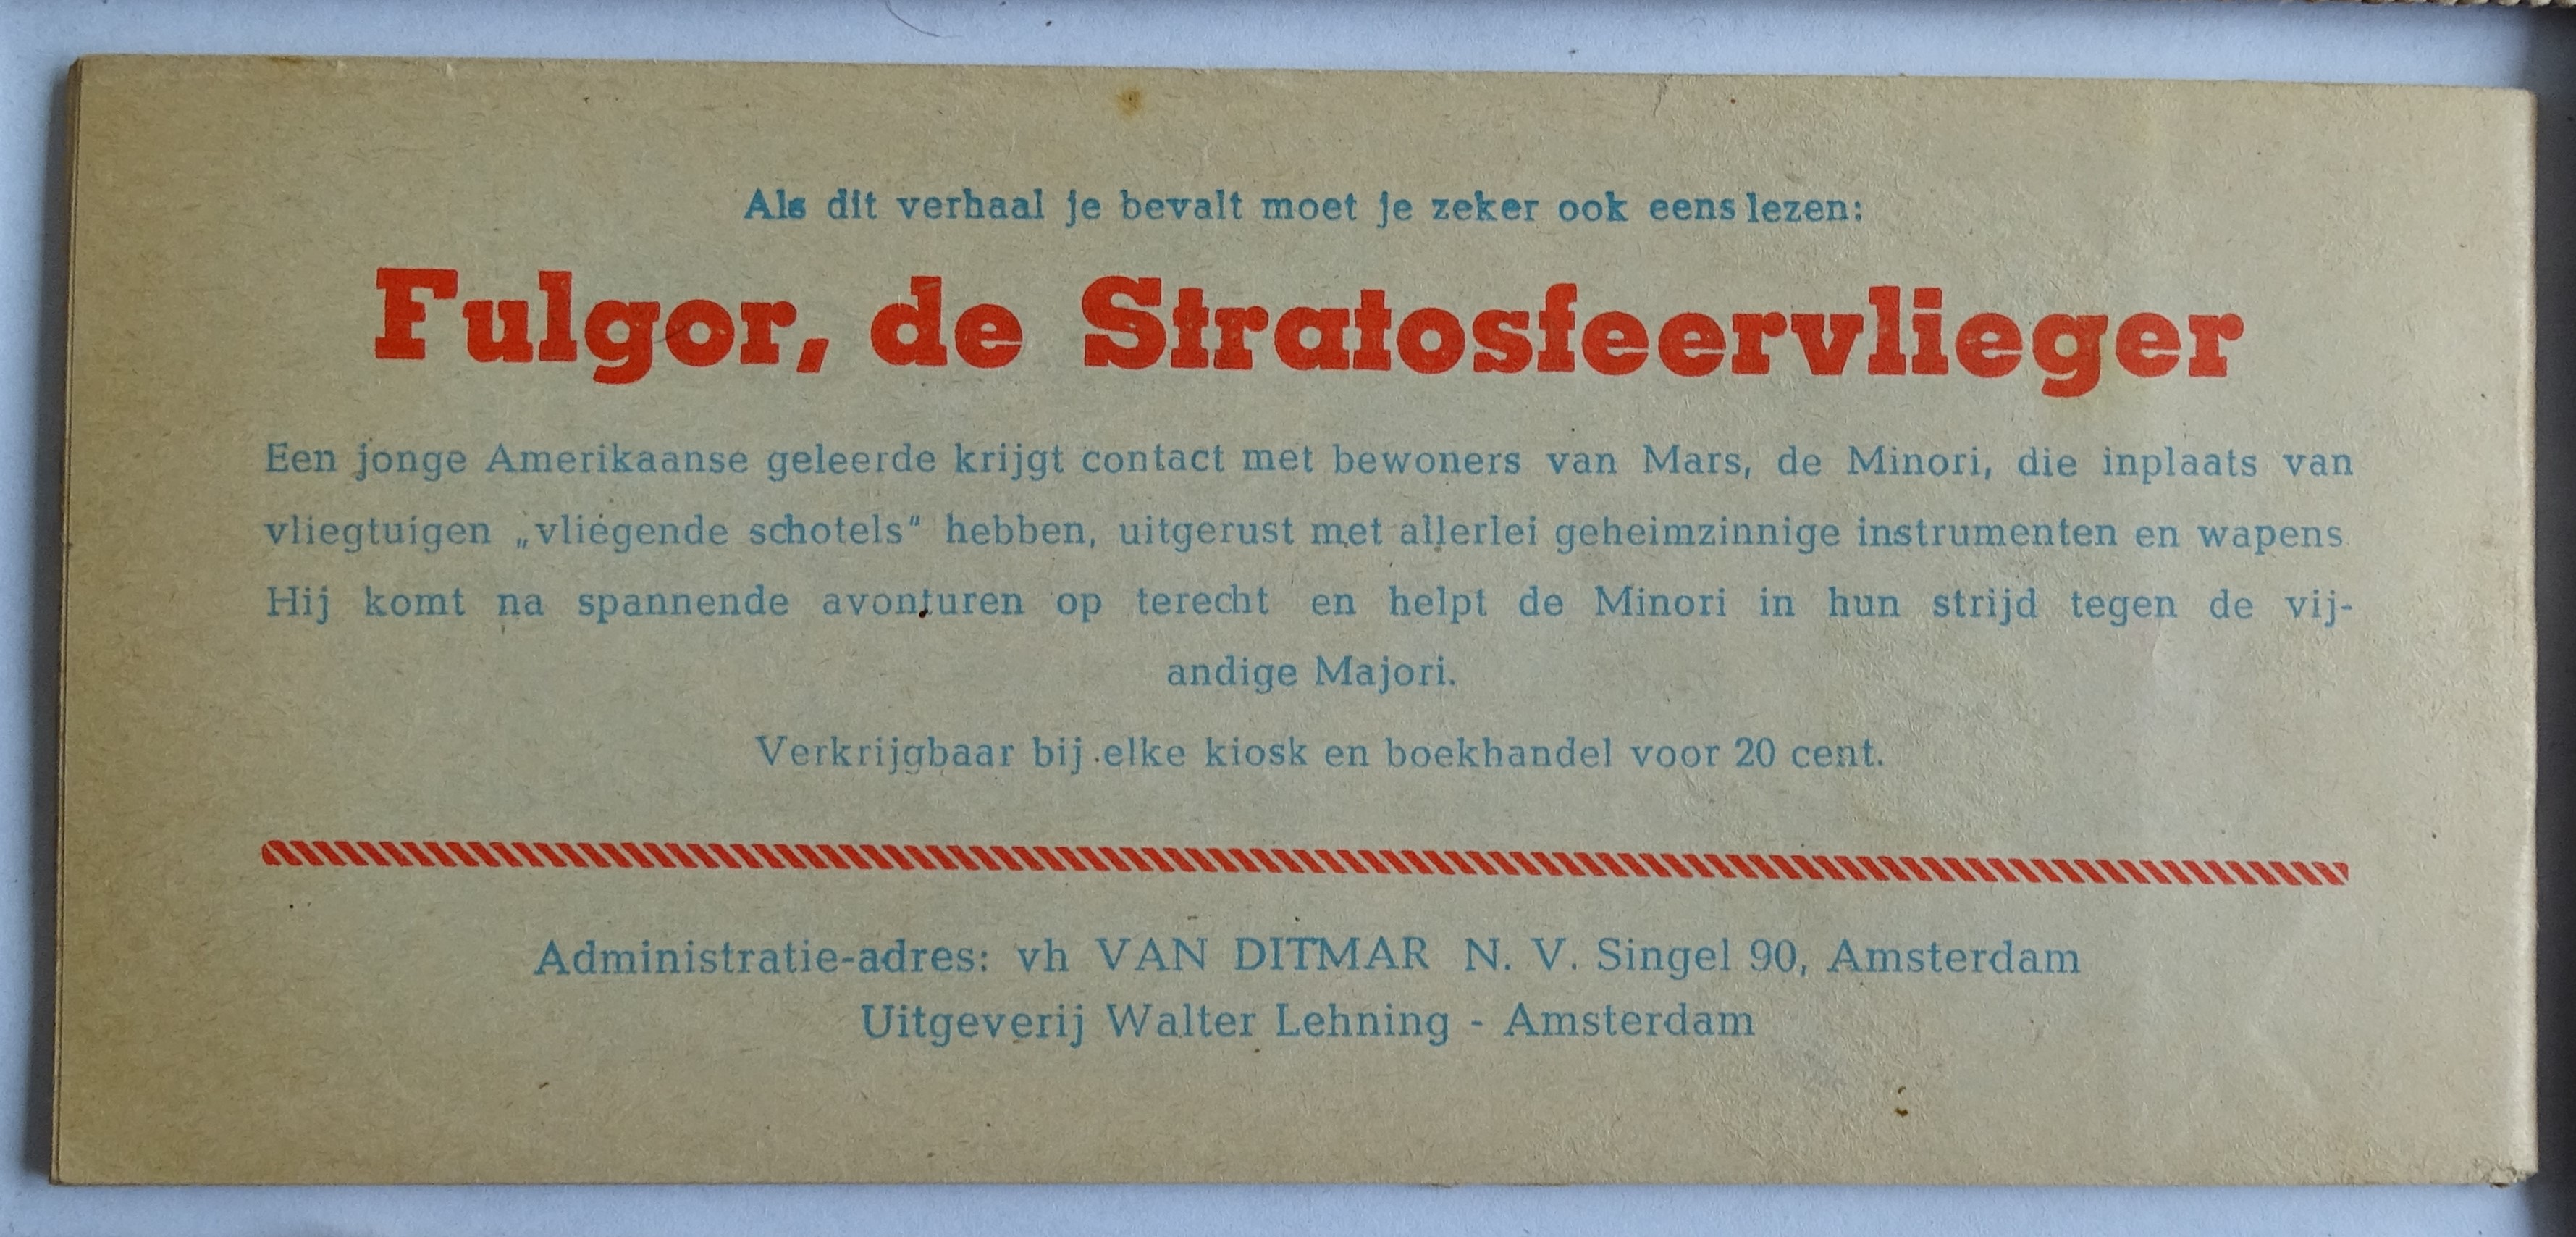 Als dit verhaal je bevalt moet je zeker ook eens lezen:
Fulgor, de Stratosfeervlieger
Een jonge Amerikaanse geleerde krijgt contact met bewoners van Mars, de Minori, die inplaats van
vliegtuigen „vliegende schotels" hebben, uitgerust met allerlei geheimzinnige instrumenten en wapens.
Hij komt na spannende avonturen op terecht en helpt de Minori in hun strijd tegen de vij-
andige Majori.
Verkrijgbaar bij elke kiosk en boekhandel voor 20 cent.
Administratie-adres: vh VAN DITMAR N. V. Singel 90, Amsterdam
Uitgeverij Walter Lehning - Amsterdam